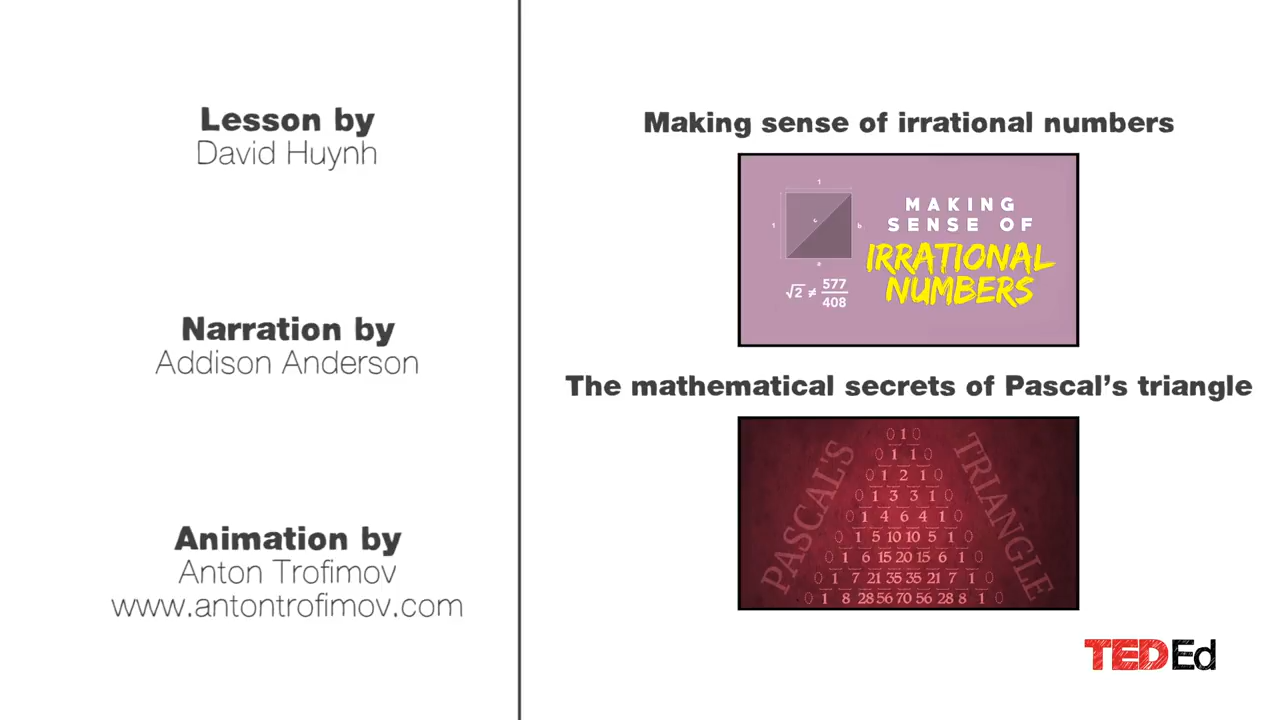 Lesson by
David Huynh
Narration by
Addison Anderson
Animation by
Anton Trofimov
www.antontrofimov.com
Making sense of irrational numbers
1
1 c b
a
MAKING
SENSE OF
IRRATIONAL
NUMBERS
√2 ≠ 577/408
The mathematical secrets of Pascal's triangle
PASCAL'S
TRIANGLE
0 1 0
0 1 1 0
0 1 2 1 0
0 1 3 3 1 0
0 1 4 6 4 1 0
0 1 5 10 10 5 1 0
0 1 6 15 20 15 6 1 0
0 1 7 21 35 35 21 7 1 0
0 1 8 28 56 70 56 28 8 1 0
TEDEd